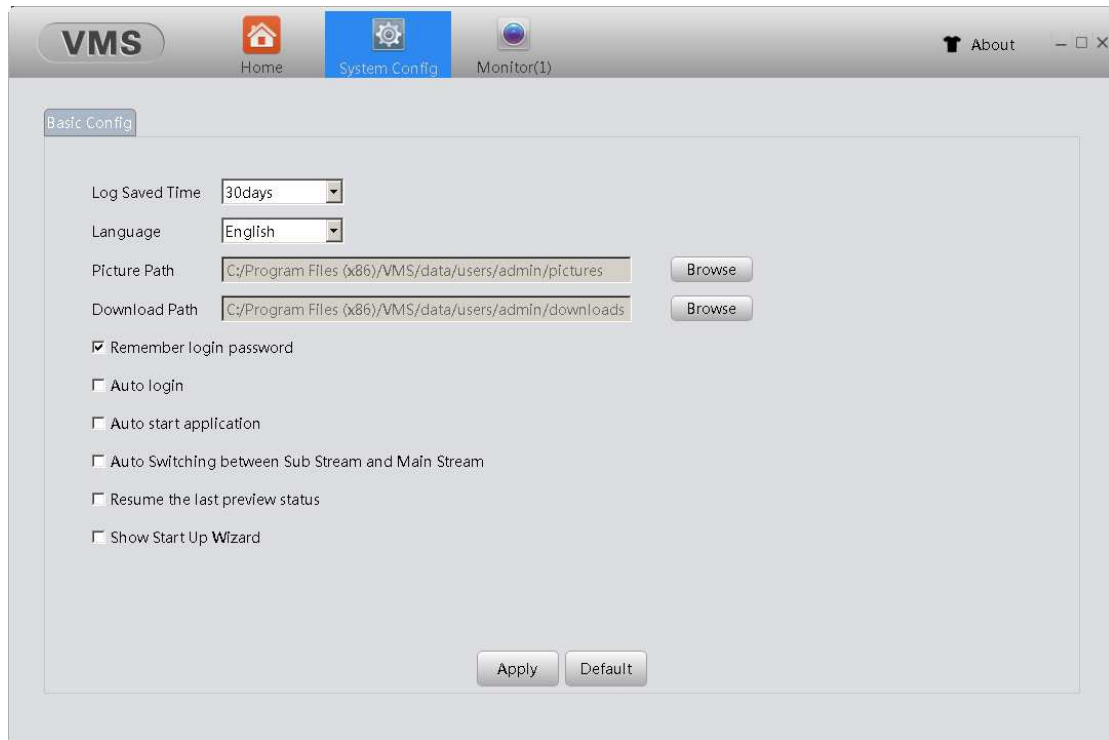 VMS
Home
System Config
Monitor(1)
About
Basic Config
Log Saved Time 30days
Language English
Picture Path C:/Program Files (x86)/VMS/data/users/admin/pictures Browse
Download Path C:/Program Files (x86)/VMS/data/users/admin/downloads Browse
Remember login password
Auto login
Auto start application
Auto Switching between Sub Stream and Main Stream
Resume the last preview status
Show Start Up Wizard
Apply Default